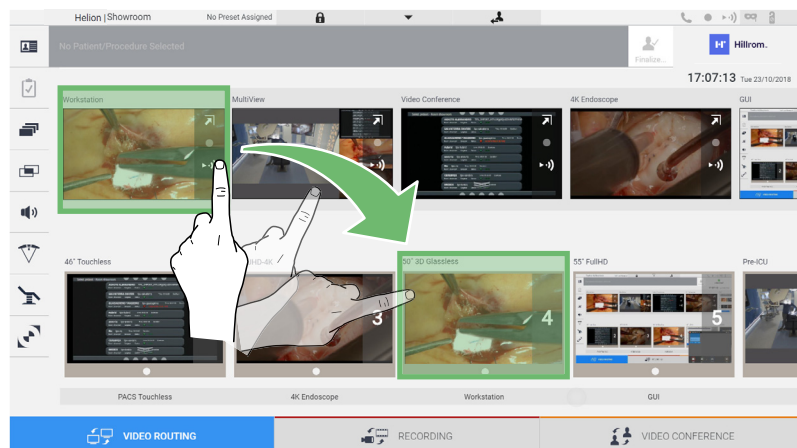 Helion | Showroom
No Preset Assigned
No Patient/Procedure Selected
Finalize...
Hillrom.
17:07:13 Tue 23/10/2018
Workstation
MultiView
Video Conference
4K Endoscope
GUI
46" Touchless
HD-4K
50" 3D Glassless
55" FullHD
Pre-ICU
3
4
5
PACS Touchless
4K Endoscope
Workstation
GUI
VIDEO ROUTING
RECORDING
VIDEO CONFERENCE